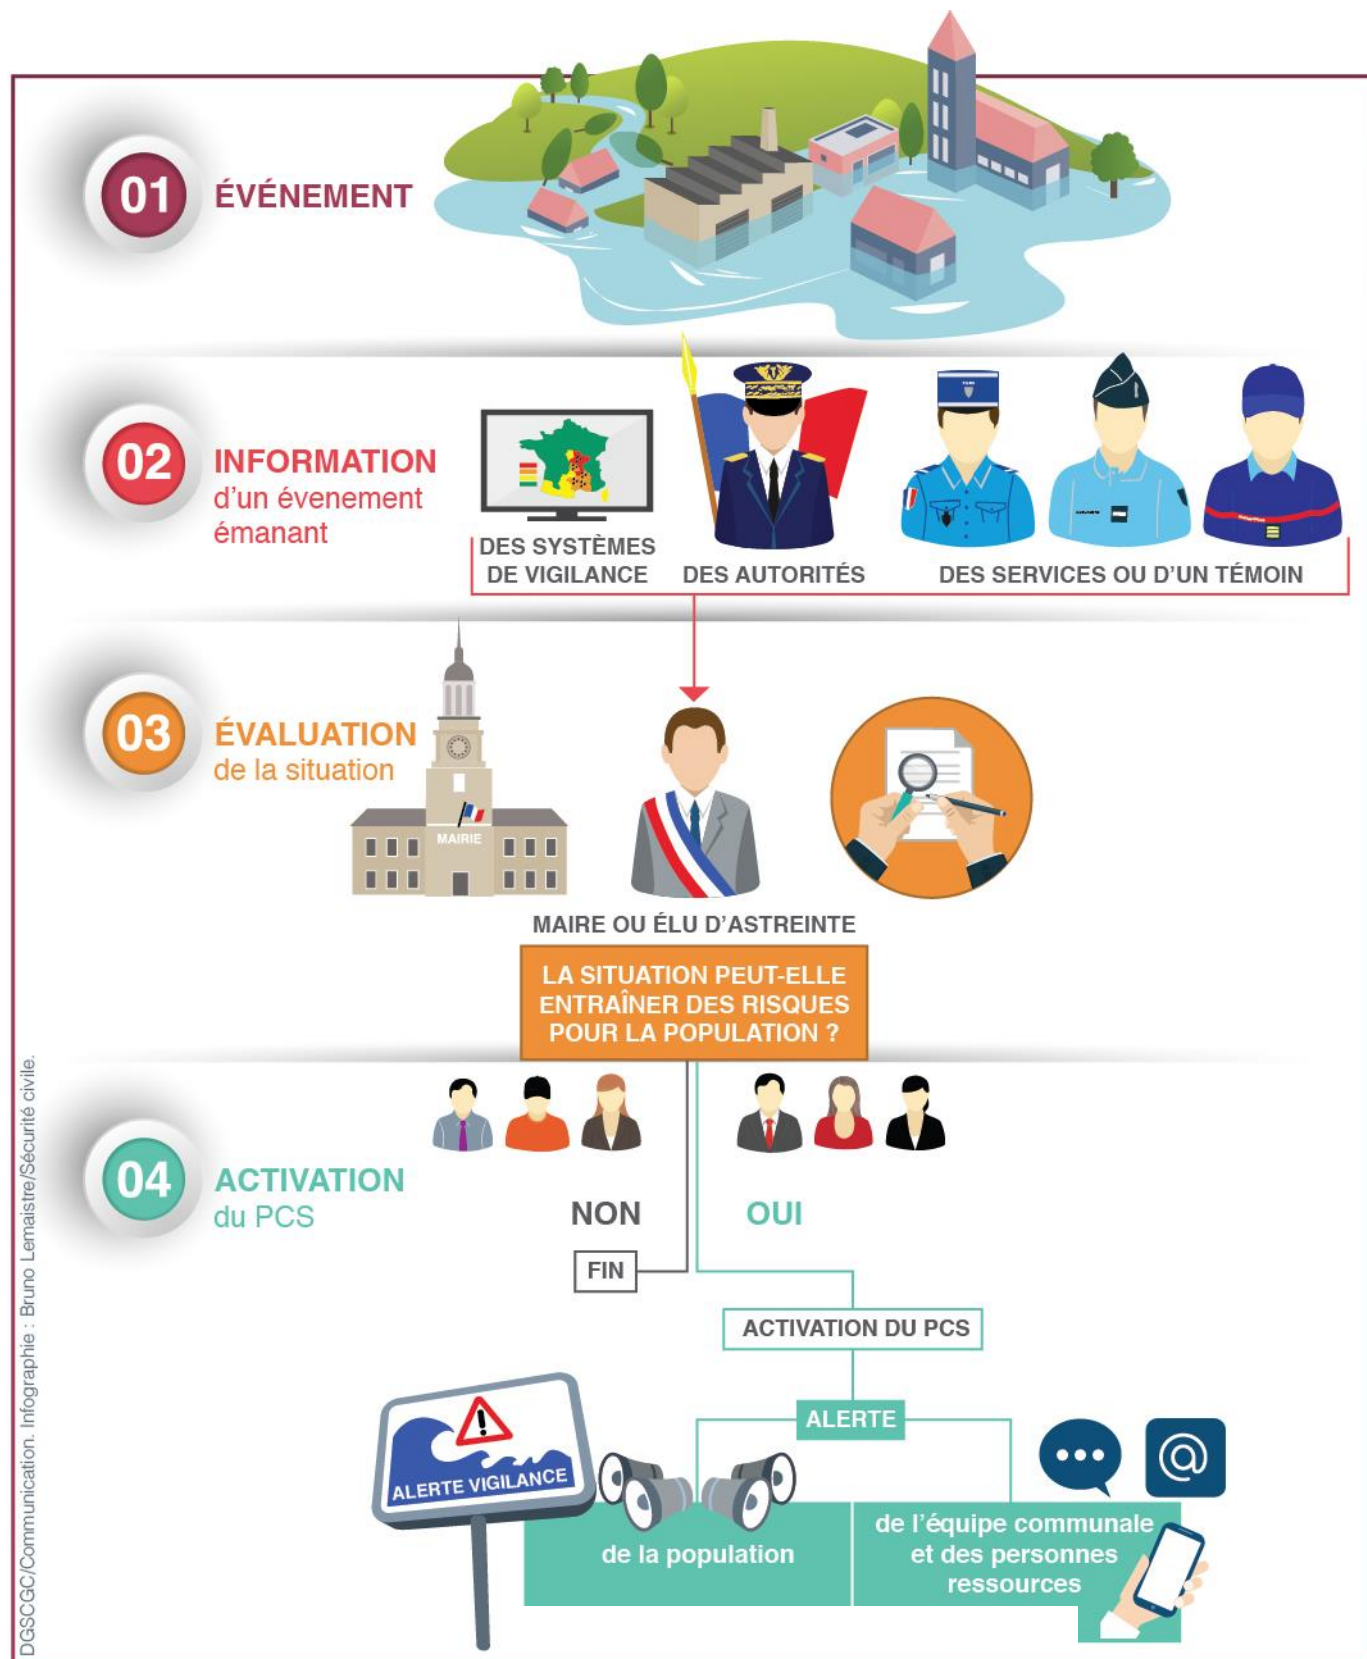 01
ÉVÉNEMENT
02
INFORMATION
d'un évenement
émanant
DES SYSTÈMES
DE VIGILANCE
DES AUTORITÉS
DES SERVICES OU D'UN TÉMOIN
03
ÉVALUATION
de la situation
MAIRIE
MAIRE OU ÉLU D'ASTREINTE
LA SITUATION PEUT-ELLE
ENTRAÎNER DES RISQUES
POUR LA POPULATION ?
04
ACTIVATION
du PCS
NON
OUI
FIN
ACTIVATION DU PCS
ALERTE
ALERTE VIGILANCE
@
de la population
de l'équipe communale
et des personnes
ressources
DGSCGC/Communication. Infographie : Bruno Lemaistre/Sécurité civile.